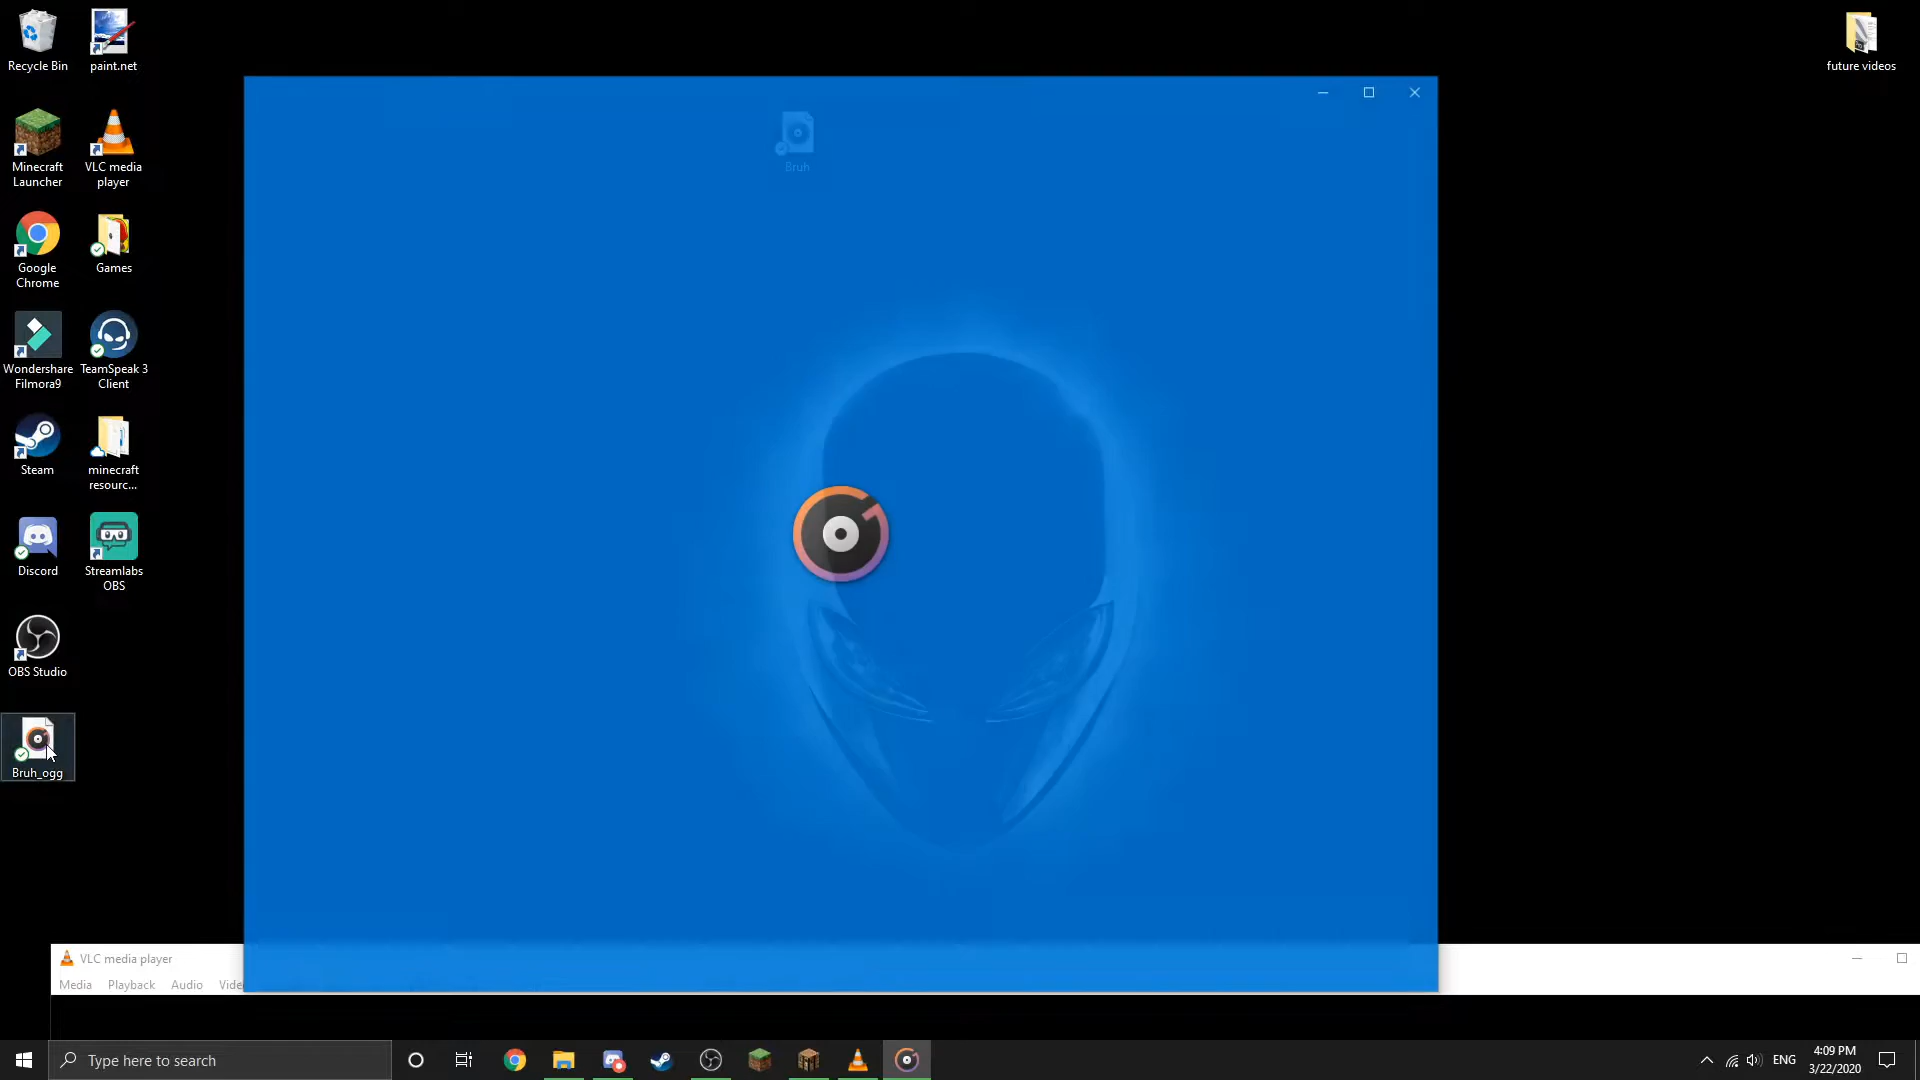 Recycle Bin
paint.net
future videos
Bruh
Minecraft
Launcher
VLC media
player
Google
Chrome
Games
Wondershare
Filmora9
TeamSpeak 3
Client
Steam
minecraft
resourc...
Discord
Streamlabs
OBS
OBS Studio
Bruh_ogg
VLC media player
Media Playback Audio Vide
Type here to search
ENG
4:09 PM
3/22/2020